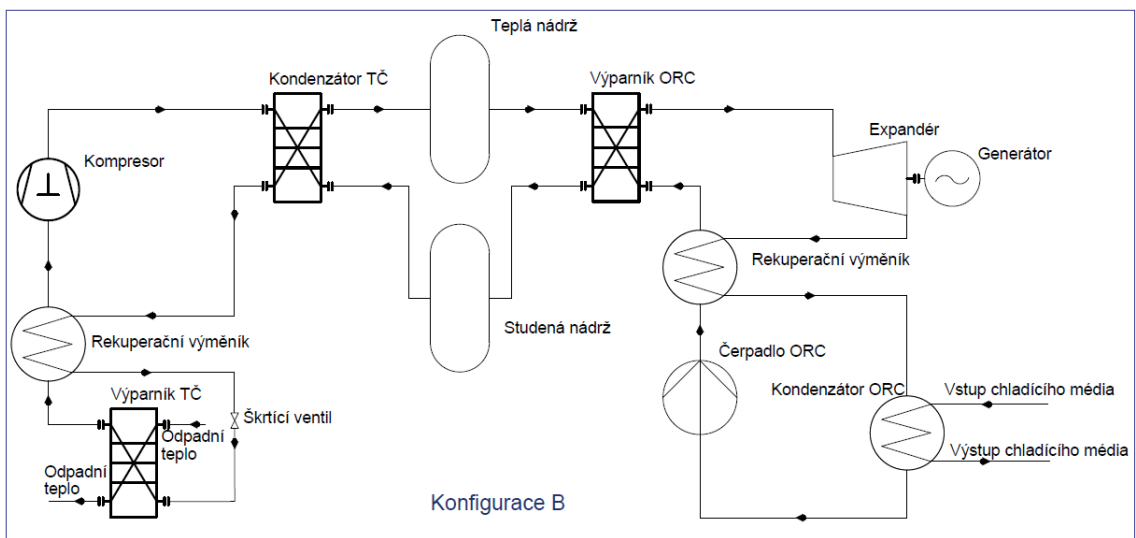 Teplá nádrž
Kondenzátor TČ
Výparník ORC
Expandér
Generátor
Kompresor
Rekuperační výměník
Rekuperační výměník
Studená nádrž
Čerpadlo ORC
Kondenzátor ORC
Vstup chladícího média
Výparník TČ
Škrtící ventil
Odpadní
teplo
Odpadní
teplo
Výstup chladícího média
Konfigurace B